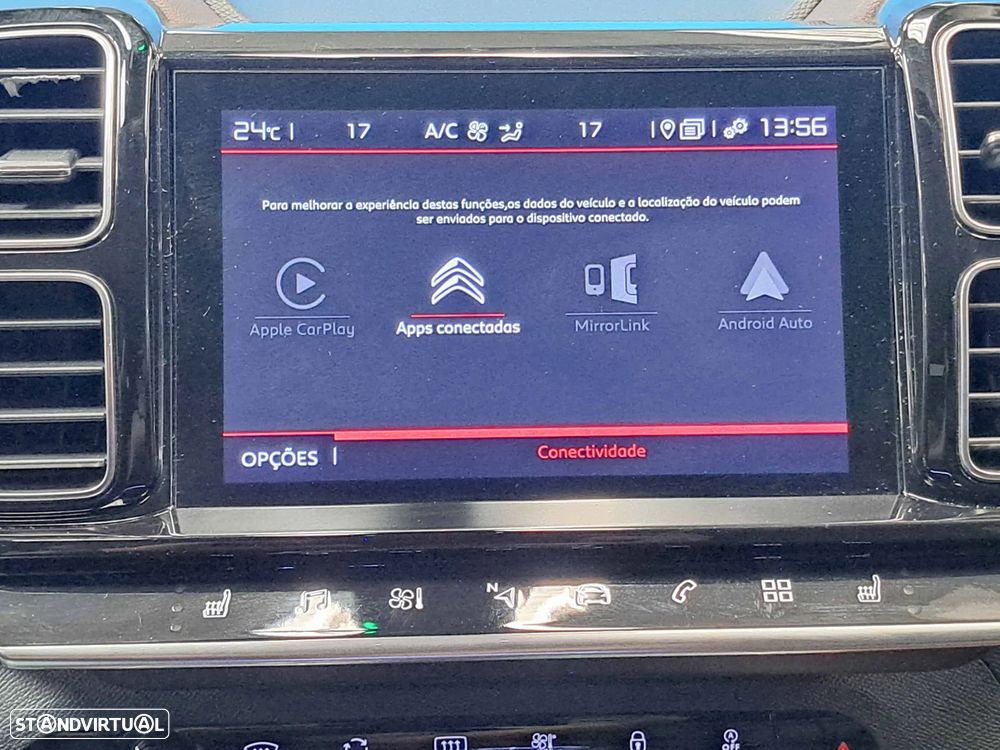 24°C | 17 A/C 17 | | 13:56
Para melhorar a experiência destas funções,os dados do veículo e a localização do veículo podem
ser enviados para o dispositivo conectado.
Apple CarPlay Apps conectadas MirrorLink Android Auto
OPÇÕES | Conectividade
N
A
OFF
STANDVIRTUAL